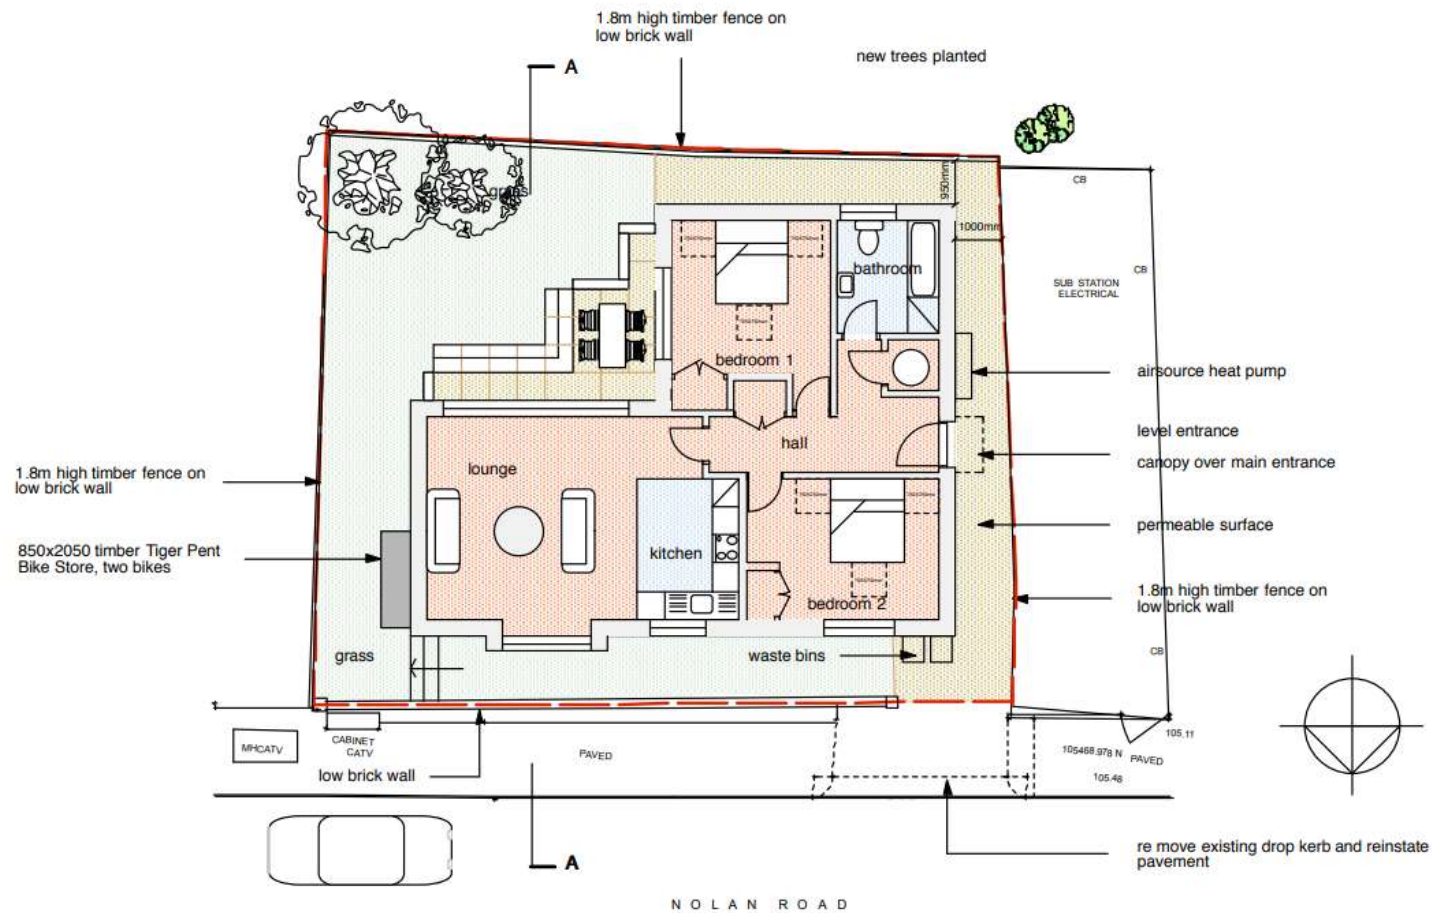 1.8m high timber fence on
low brick wall
new trees planted
A
grass
950mm
1000mm
CB
CB
SUB STATION
ELECTRICAL
bathroom
bedroom 1
airsource heat pump
level entrance
canopy over main entrance
hall
lounge
1.8m high timber fence on
low brick wall
permeable surface
850x2050 timber Tiger Pent
Bike Store, two bikes
kitchen
bedroom 2
1.8m high timber fence on
low brick wall
grass
waste bins
CB
MHCATV
CABINET
CATV
PAVED
low brick wall
105.11
105468.978 N
PAVED
105.48
A
re move existing drop kerb and reinstate
pavement
NOLAN ROAD